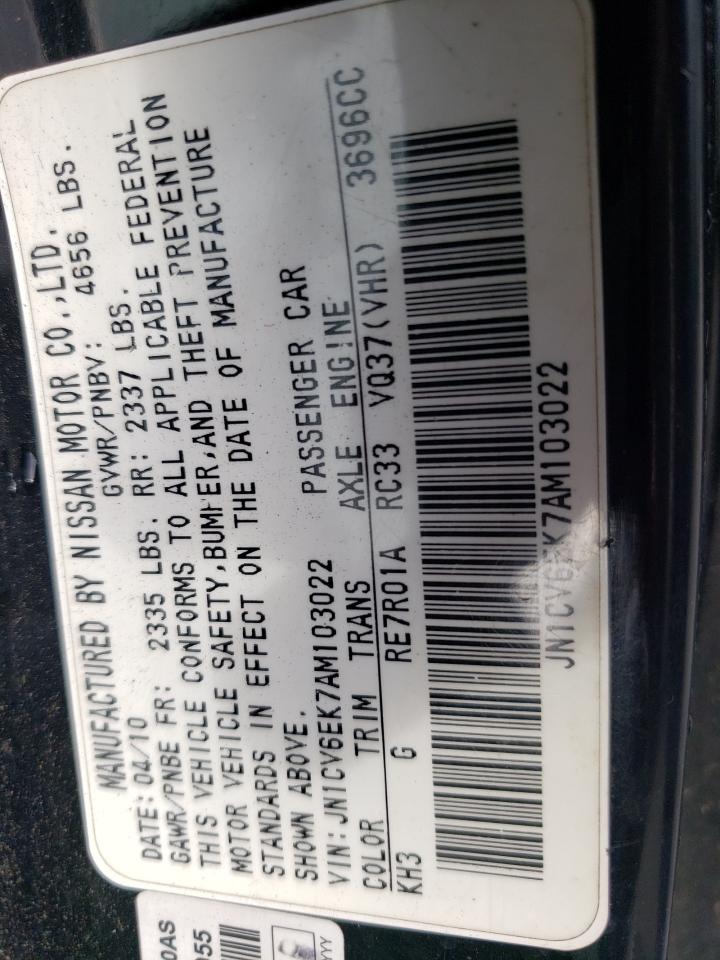 MANUFACTURED BY NISSAN MOTOR CO.,LTD.
DATE: 04/10 GVWR/PNBV: 4656 LBS.
GAWR/PNBE FR: 2335 LBS. RR: 2337 LBS.
THIS VEHICLE CONFORMS TO ALL APPLICABLE FEDERAL
MOTOR VEHICLE SAFETY,BUMPER,AND THEFT PREVENTION
STANDARDS IN EFFECT ON THE DATE OF MANUFACTURE
SHOWN ABOVE.
VIN:JN1CV6EK7AM103022 PASSENGER CAR
COLOR TRIM TRANS AXLE ENGINE
KH3 G RE7R01A RC33 VQ37(VHR) 3696CC
JN1CV6EK7AM103022
0AS
55